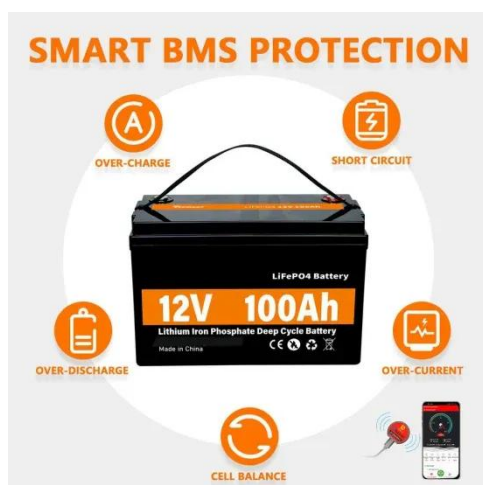 SMART BMS PROTECTION
OVER-CHARGE
SHORT CIRCUIT
LiFePO4 Battery
12V 100Ah
Lithium Iron Phosphate Deep Cycle Battery
Made in China
CE
OVER-DISCHARGE
OVER-CURRENT
CELL BALANCE